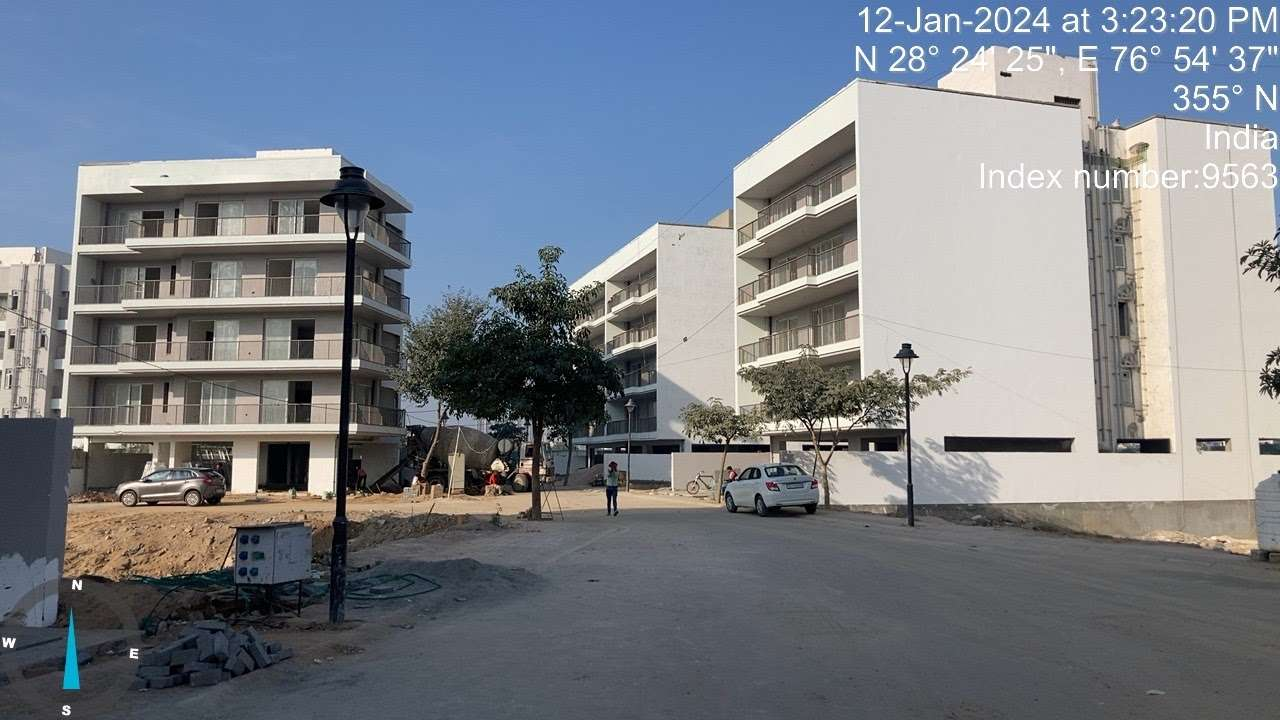 12-Jan-2024 at 3:23:20 PM
N 28° 24' 25", E 76° 54' 37"
355° N
India
Index number:9563
N
W
E
S